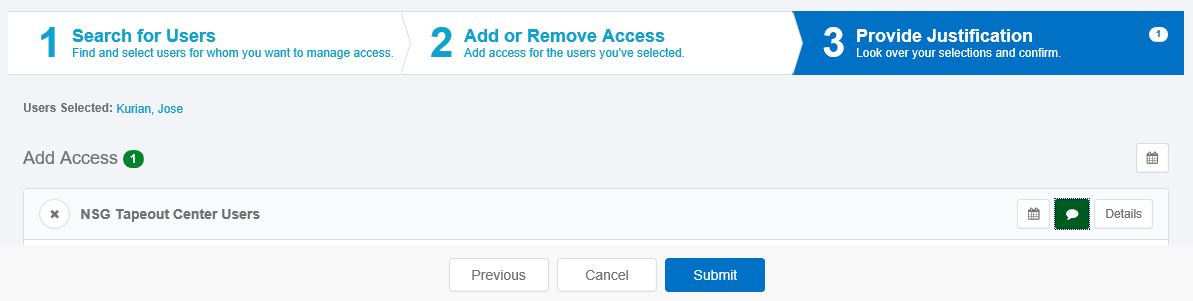 1 Search for Users
Find and select users for whom you want to manage access.
2 Add or Remove Access
Add access for the users you've selected.
3 Provide Justification 1
Look over your selections and confirm.
Users Selected: Kurian, Jose
Add Access 1
NSG Tapeout Center Users Details
Previous Cancel Submit